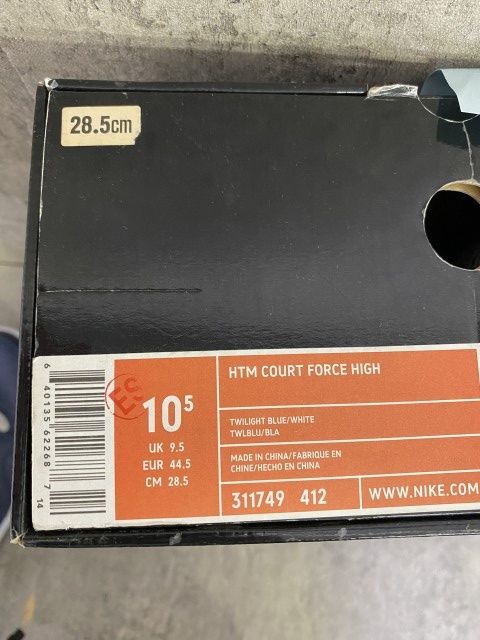 28.5cm
HTM COURT FORCE HIGH
10⁵
UK 9.5
EUR 44.5
CM 28.5
TWILIGHT BLUE/WHITE
TWLBLU/BLA
MADE IN CHINA/FABRIQUE EN
CHINE/HECHO EN CHINA
311749 412
WWW.NIKE.COM
6 40135 62268 7 14